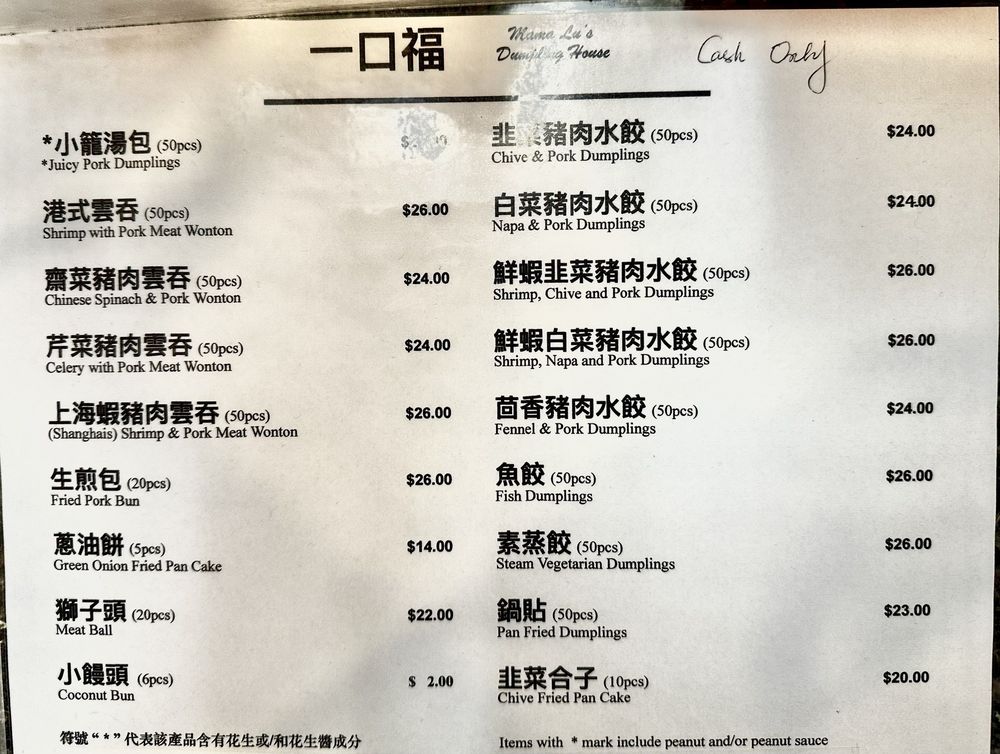 一口福
Mama Lu's
Dumpling House
Cash Only
*小籠湯包 (50pcs)
*Juicy Pork Dumplings
港式雲吞 (50pcs) $26.00
Shrimp with Pork Meat Wonton
齋菜豬肉雲吞 (50pcs) $24.00
Chinese Spinach & Pork Wonton
芹菜豬肉雲吞 (50pcs) $24.00
Celery with Pork Meat Wonton
上海蝦豬肉雲吞 (50pcs) $26.00
(Shanghais) Shrimp & Pork Meat Wonton
生煎包 (20pcs) $26.00
Fried Pork Bun
蔥油餅 (5pcs) $14.00
Green Onion Fried Pan Cake
獅子頭 (20pcs) $22.00
Meat Ball
小饅頭 (6pcs) $ 2.00
Coconut Bun
符號“*”代表該產品含有花生或/和花生醬成分
韭菜豬肉水餃 (50pcs) $24.00
Chive & Pork Dumplings
白菜豬肉水餃 (50pcs) $24.00
Napa & Pork Dumplings
鮮蝦韭菜豬肉水餃 (50pcs) $26.00
Shrimp, Chive and Pork Dumplings
鮮蝦白菜豬肉水餃 (50pcs) $26.00
Shrimp, Napa and Pork Dumplings
茴香豬肉水餃 (50pcs) $24.00
Fennel & Pork Dumplings
魚餃 (50pcs) $26.00
Fish Dumplings
素蒸餃 (50pcs) $26.00
Steam Vegetarian Dumplings
鍋貼 (50pcs) $23.00
Pan Fried Dumplings
韭菜合子 (10pcs) $20.00
Chive Fried Pan Cake
Items with * mark include peanut and/or peanut sauce